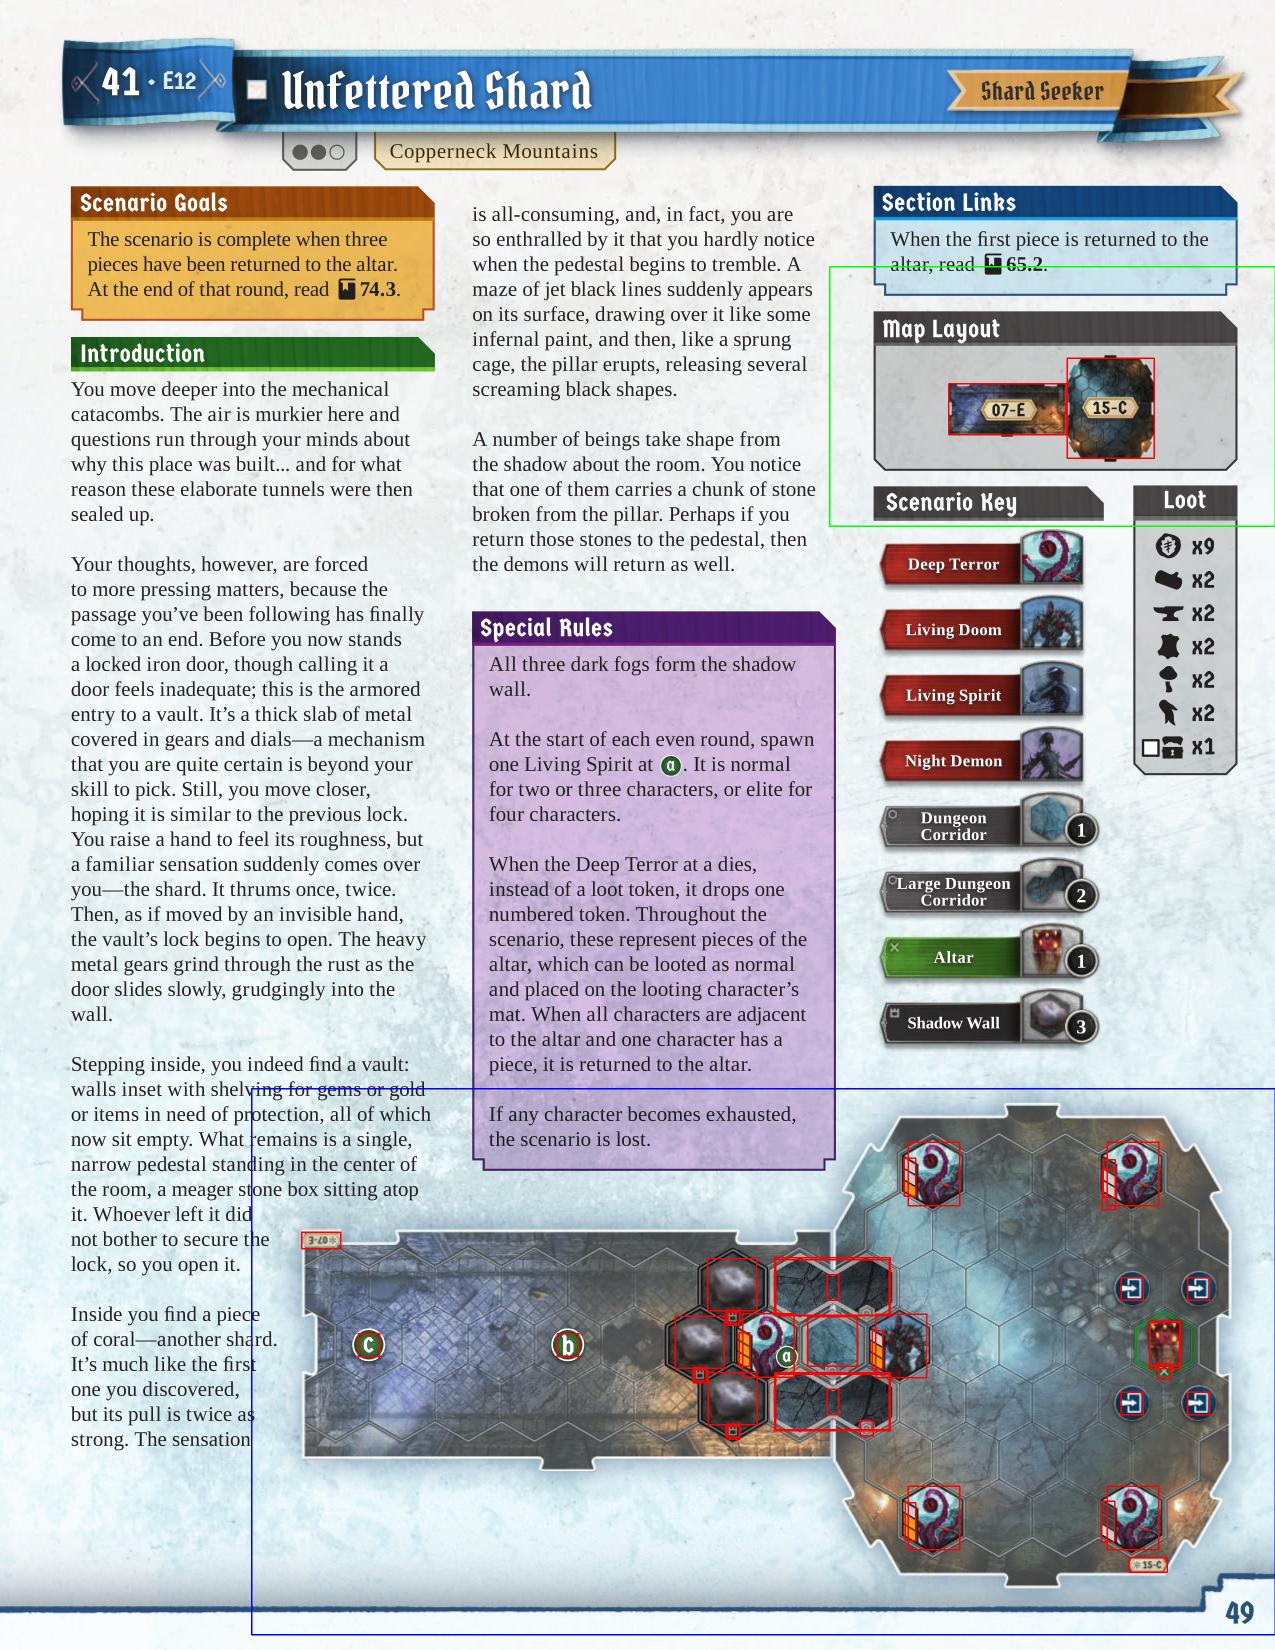 41 · E12
Unfettered Shard
Shard Seeker
Copperneck Mountains
Scenario Goals
The scenario is complete when three
pieces have been returned to the altar.
At the end of that round, read 74.3.
Introduction
You move deeper into the mechanical
catacombs. The air is murkier here and
questions run through your minds about
why this place was built... and for what
reason these elaborate tunnels were then
sealed up.
Your thoughts, however, are forced
to more pressing matters, because the
passage you’ve been following has finally
come to an end. Before you now stands
a locked iron door, though calling it a
door feels inadequate; this is the armored
entry to a vault. It’s a thick slab of metal
covered in gears and dials—a mechanism
that you are quite certain is beyond your
skill to pick. Still, you move closer,
hoping it is similar to the previous lock.
You raise a hand to feel its roughness, but
a familiar sensation suddenly comes over
you—the shard. It thrums once, twice.
Then, as if moved by an invisible hand,
the vault’s lock begins to open. The heavy
metal gears grind through the rust as the
door slides slowly, grudgingly into the
wall.
Stepping inside, you indeed find a vault:
walls inset with shelving for gems or gold
or items in need of protection, all of which
now sit empty. What remains is a single,
narrow pedestal standing in the center of
the room, a meager stone box sitting atop
it. Whoever left it did
not bother to secure the
lock, so you open it.
Inside you find a piece
of coral—another shard.
It’s much like the first
one you discovered,
but its pull is twice as
strong. The sensation
is all-consuming, and, in fact, you are
so enthralled by it that you hardly notice
when the pedestal begins to tremble. A
maze of jet black lines suddenly appears
on its surface, drawing over it like some
infernal paint, and then, like a sprung
cage, the pillar erupts, releasing several
screaming black shapes.
A number of beings take shape from
the shadow about the room. You notice
that one of them carries a chunk of stone
broken from the pillar. Perhaps if you
return those stones to the pedestal, then
the demons will return as well.
Special Rules
All three dark fogs form the shadow
wall.
At the start of each even round, spawn
one Living Spirit at a. It is normal
for two or three characters, or elite for
four characters.
When the Deep Terror at a dies,
instead of a loot token, it drops one
numbered token. Throughout the
scenario, these represent pieces of the
altar, which can be looted as normal
and placed on the looting character’s
mat. When all characters are adjacent
to the altar and one character has a
piece, it is returned to the altar.
If any character becomes exhausted,
the scenario is lost.
Section Links
When the first piece is returned to the
altar, read 65.2.
Map Layout
07-E
15-C
Scenario Key
Deep Terror
Living Doom
Living Spirit
Night Demon
Dungeon
Corridor
1
Large Dungeon
Corridor
2
Altar
1
Shadow Wall
3
Loot
x9
x2
x2
x2
x2
x2
x1
07-E
c
b
a
15-C
49